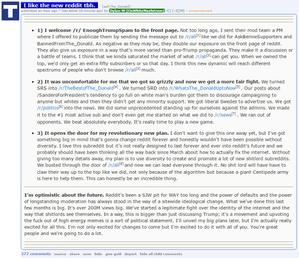 I like the new reddit tbh.
• 1) I welcome /r/ EnoughTrumpSpam to the front page. Not too long ago, I sent their mod team a PM
where I offered to publicize them by sending the message out to r/all like we did for AskBernieSupporters and
BannedFromThe_Donald. As negative as they may be, they double our exposure on the front page of reddit.
They also give us exposure in a way that's more varied than pro-Trump propaganda. They make it a discussion or
a battle of teams. I think that we kinda saturated the market of what r/all can get. When we owned the
top, we'd only get an extra fifty subscribers or so that day. I think this new dynamic will reach different
spectrums of people who don't browse r/all much.
• 2) It was uncomfortable for me that we got so grizzly and now we get a more fair fight. We turned
SRS into r/TheBestofThe_Donald. We turned SRD into r/WhatsThe_DonaldUptoNow. Our posts about
/SandersForPresident's tendency to go full on white man's burden got them to discourage campaigning to
anyone but whites and then they didn't get any minority support. We got liberal Swedes to advertise us. We got
r/politics into the news. We did some unprecedented standing up for ourselves against the admins. We made
it to the #1 most active sub and don't even get me started on what we did to r/news. We ran out of
opponents. We beat absolutely everybody. It's really time to play a new game.
• 3) It opens the door for my revolutionary new plan. I don't want to give this one away yet, but I've got
something big in mind that's gonna change reddit forever and honestly wouldn't have been possible without
diversity. I love this subreddit but it's not really designed to last forever and ever into reddit's future and we
probably should have been thinking all the way back since March about how to actually fix the internet. Without
giving too many details away, my plan is to use diversity to create and promote a lot of new shitlord subreddits.
We busted through the door of r/all and now we can lead everyone through it. No shit lord will have have to
claw their way up to the top like we did, not only because of the algorithm but because a giant Centipede army
is here to help them. This can honestly be an incredible thing.
I'm optimistic about the future. Reddit's been a SJW pit for WAY too long and the power of defaults and the power
of longstanding moderation has always stood in the way of a sitewide ideological change. What we've done this last
few months is big. It's over 200M views big. We've started a legitimate fight over the identity of the internet and the
way that shitlords see themselves. In a way, this is bigger than just discussing Trump; it's a movement and upvoting
the fuck out of high energy memes is a sort of political statement. I'll unveil my big plans later, but I'm actually really
excited for all this. I'm not only excited for changes to come but I'm excited to do it with all of you. You're great
people and we're going to do a lot.
377 comments source share save hide give gold report hide all child comments